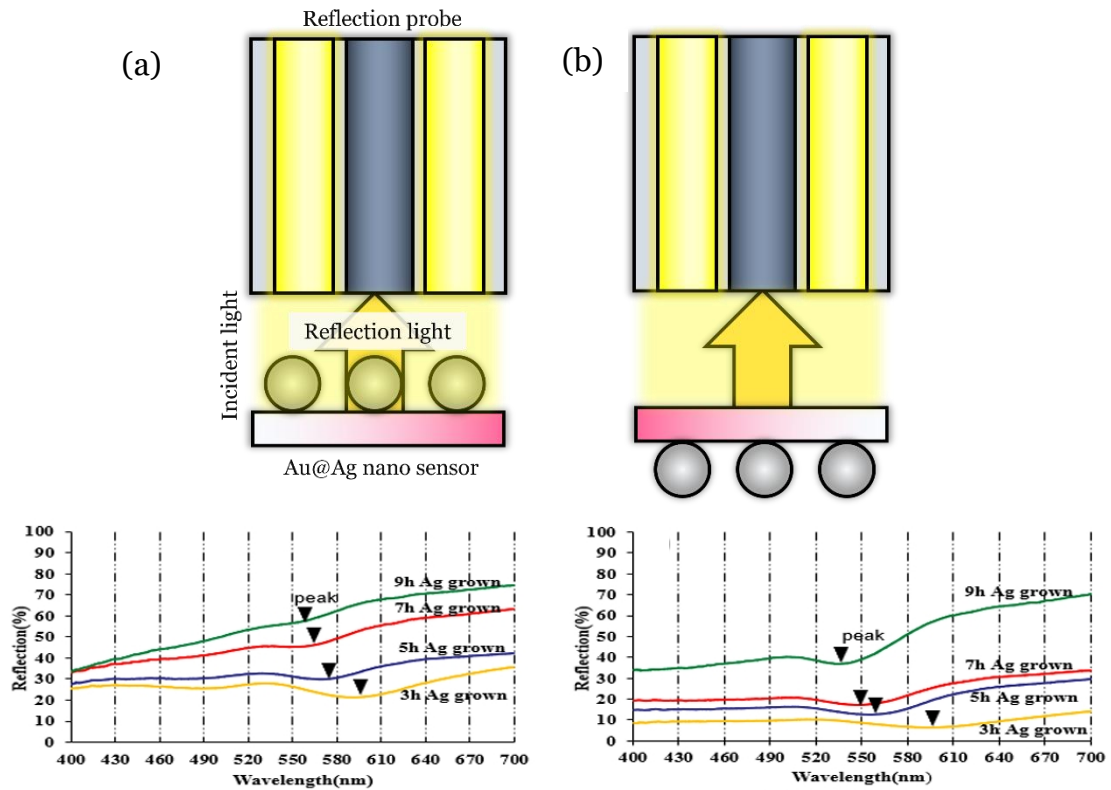 Reflection probe
(a)
(b)
Incident light
Reflection light
Au@Ag nano sensor
100
90
80
70
60
50
40
30
20
10
0
Reflection(%)
peak
9h Ag grown
7h Ag grown
5h Ag grown
3h Ag grown
400 430 460 490 520 550 580 610 640 670 700
Wavelength(nm)
100
90
80
70
60
50
40
30
20
10
0
Reflection(%)
peak
9h Ag grown
7h Ag grown
5h Ag grown
3h Ag grown
400 430 460 490 520 550 580 610 640 670 700
Wavelength(nm)